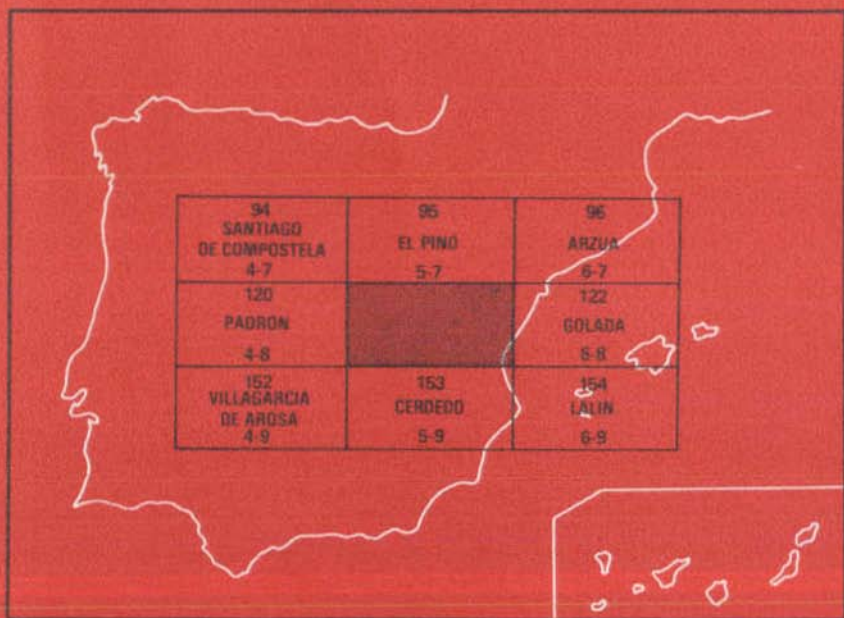 94
SANTIAGO
DE COMPOSTELA
4-7
95
EL PINO
5-7
96
ARZUA
6-7
120
PADRON
4-8
122
GOLADA
6-8
152
VILLAGARCIA
DE AROSA
4-9
153
CERDEDO
5-9
154
LALIN
6-9